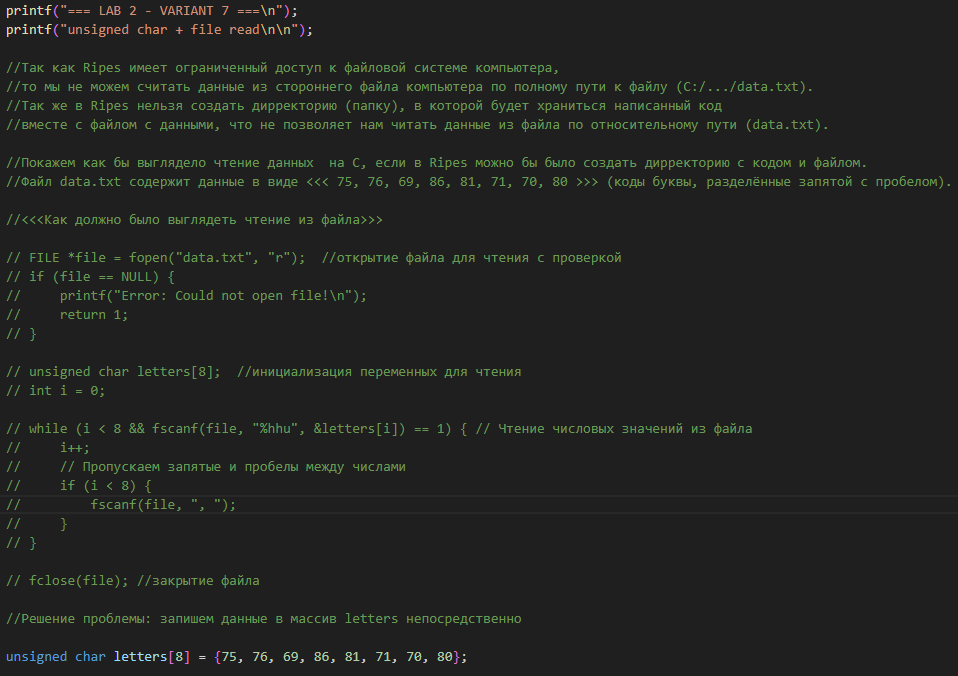 printf("=== LAB 2 - VARIANT 7 ===\n");
printf("unsigned char + file read\n\n");
//Так как Ripes имеет ограниченный доступ к файловой системе компьютера,
//то мы не можем считать данные из стороннего файла компьютера по полному пути к файлу (C:/.../data.txt).
//Так же в Ripes нельзя создать дирректорию (папку), в которой будет храниться написанный код
//вместе с файлом с данными, что не позволяет нам читать данные из файла по относительному пути (data.txt).
//Покажем как бы выглядело чтение данных  на C, если в Ripes можно бы было создать дирректорию с кодом и файлом.
//Файл data.txt содержит данные в виде <<< 75, 76, 69, 86, 81, 71, 70, 80 >>> (коды буквы, разделённые запятой с пробелом).
//<<<Как должно было выглядеть чтение из файла>>>
// FILE *file = fopen("data.txt", "r");  //открытие файла для чтения с проверкой
// if (file == NULL) {
//     printf("Error: Could not open file!\n");
//     return 1;
// }
// unsigned char letters[8];  //инициализация переменных для чтения
// int i = 0;
// while (i < 8 && fscanf(file, "%hhu", &letters[i]) == 1) { // Чтение числовых значений из файла
//     i++;
//     // Пропускаем запятые и пробелы между числами
//     if (i < 8) {
//         fscanf(file, ", ");
//     }
// }
// fclose(file); //закрытие файла
//Решение проблемы: запишем данные в массив letters непосредственно
unsigned char letters[8] = {75, 76, 69, 86, 81, 71, 70, 80};